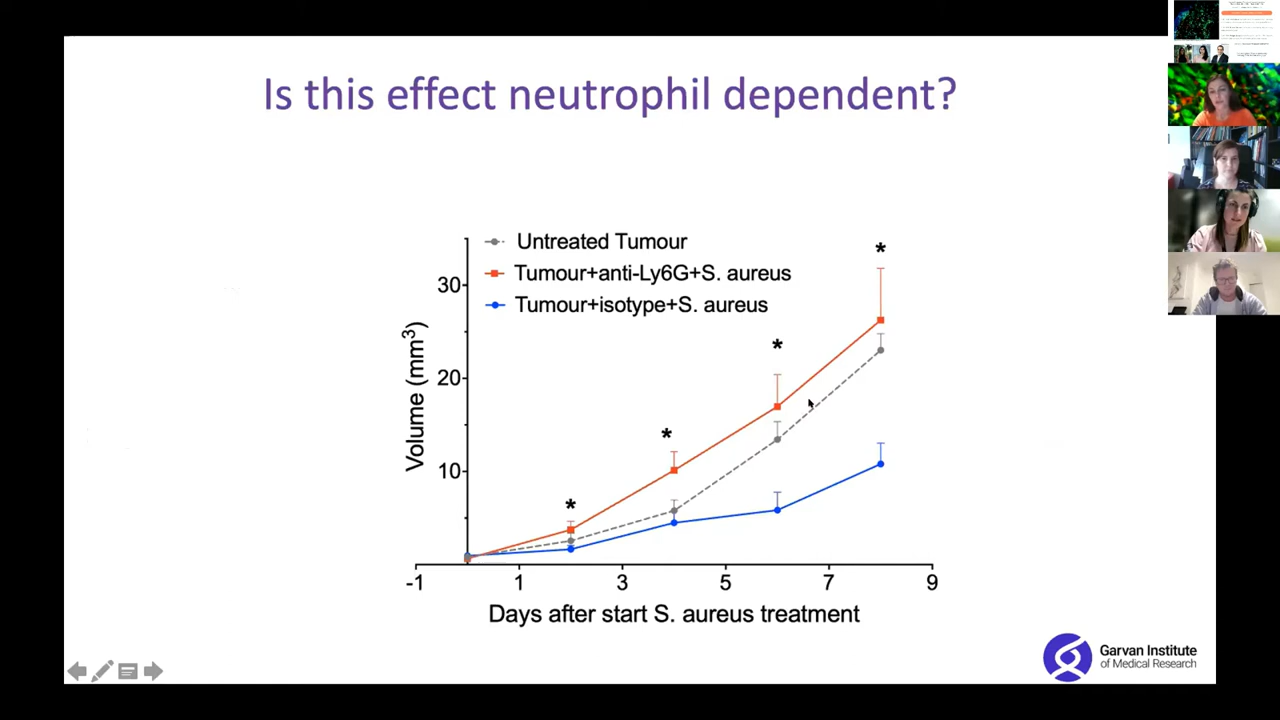 Is this effect neutrophil dependent?
Untreated Tumour
Tumour+anti-Ly6G+S. aureus
Tumour+isotype+S. aureus
*
*
*
*
30
20
10
Volume (mm³)
-1 1 3 5 7 9
Days after start S. aureus treatment
Garvan Institute
of Medical Research